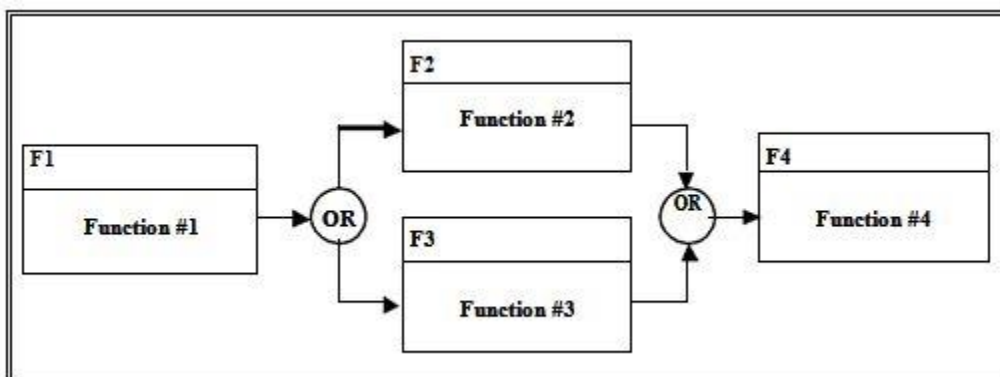 F1
Function #1
OR
F2
Function #2
F3
Function #3
OR
F4
Function #4